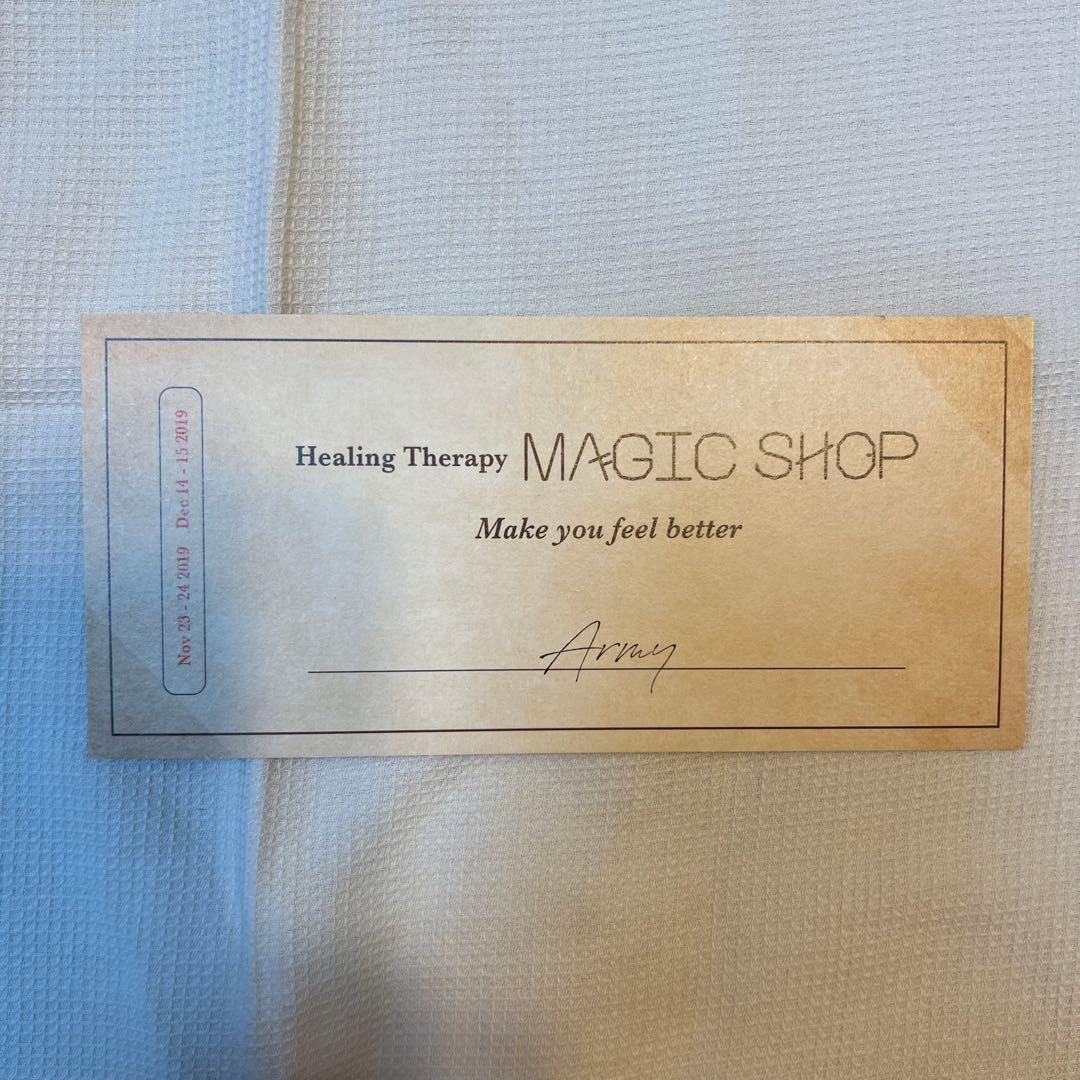 Nov 23 - 24 2019 Dec 14 - 15 2019
Healing Therapy MAGIC SHOP
Make you feel better
Army